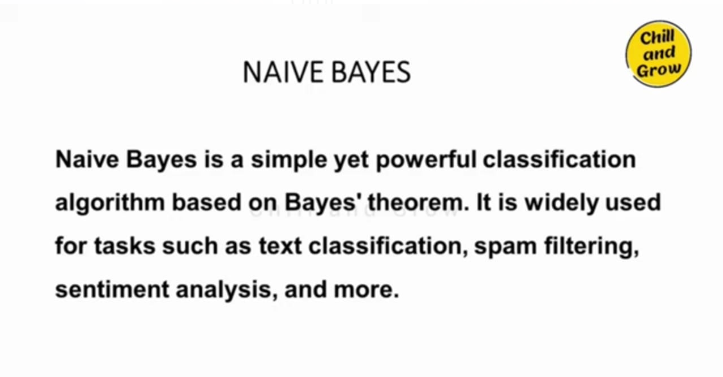 Chill
and
Grow
NAIVE BAYES
Naive Bayes is a simple yet powerful classification
algorithm based on Bayes' theorem. It is widely used
for tasks such as text classification, spam filtering,
sentiment analysis, and more.